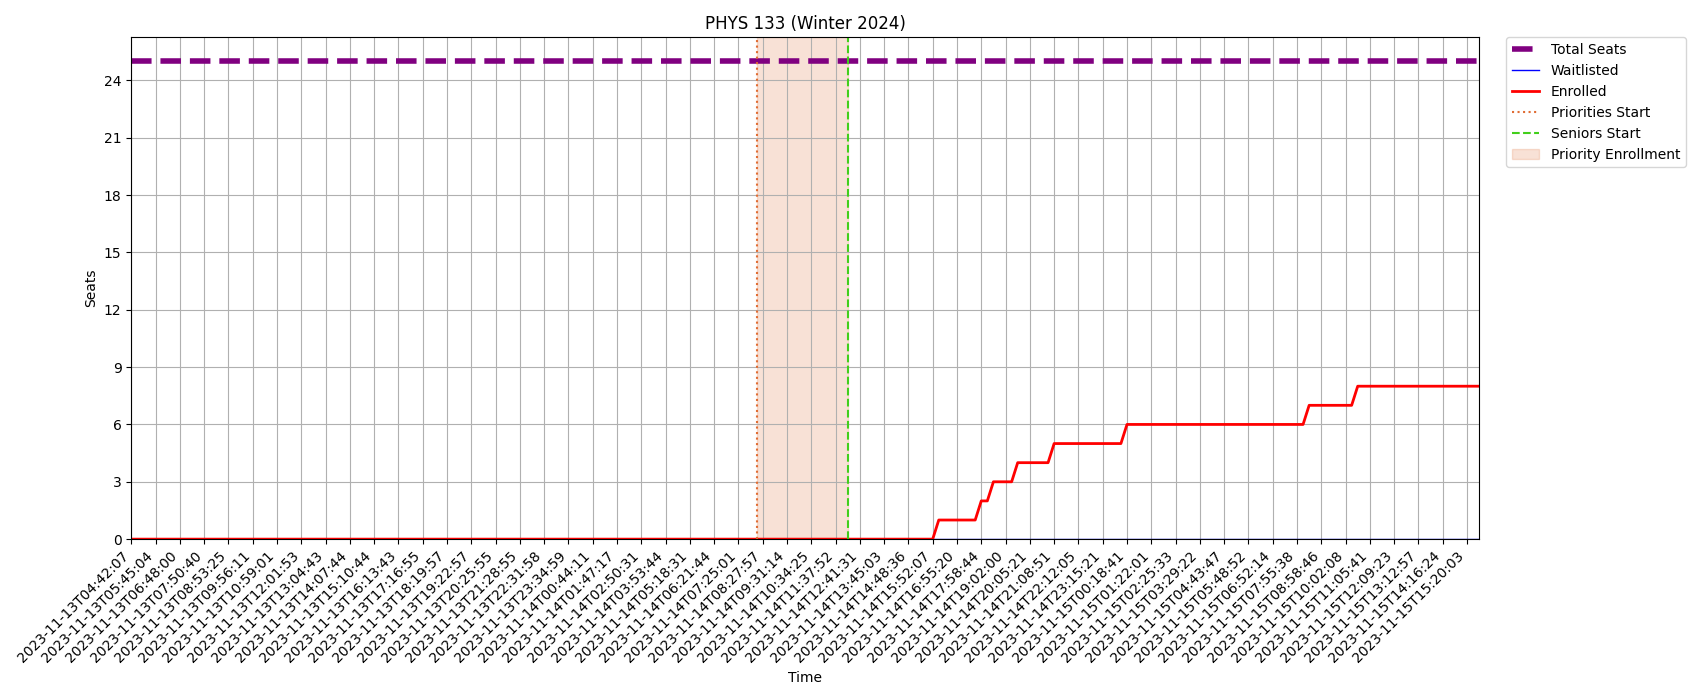 PHYS 133 (Winter 2024)
Total Seats
Waitlisted
Enrolled
Priorities Start
Seniors Start
Priority Enrollment
Seats
24
21
18
15
12
9
6
3
0
2023-11-13T04:42:07
2023-11-13T05:45:04
2023-11-13T06:48:00
2023-11-13T07:50:40
2023-11-13T08:53:25
2023-11-13T09:56:11
2023-11-13T10:59:01
2023-11-13T12:01:53
2023-11-13T13:04:43
2023-11-13T14:07:44
2023-11-13T15:10:44
2023-11-13T16:13:43
2023-11-13T17:16:55
2023-11-13T18:19:57
2023-11-13T19:22:57
2023-11-13T20:25:55
2023-11-13T21:28:55
2023-11-13T22:31:58
2023-11-13T23:34:59
2023-11-14T00:44:11
2023-11-14T01:47:17
2023-11-14T02:50:31
2023-11-14T03:53:44
2023-11-14T05:18:31
2023-11-14T06:21:44
2023-11-14T07:25:01
2023-11-14T08:27:57
2023-11-14T09:31:14
2023-11-14T10:34:25
2023-11-14T11:37:52
2023-11-14T12:41:31
2023-11-14T13:45:03
2023-11-14T14:48:36
2023-11-14T15:52:07
2023-11-14T16:55:20
2023-11-14T17:58:44
2023-11-14T19:02:00
2023-11-14T20:05:21
2023-11-14T21:08:51
2023-11-14T22:12:05
2023-11-14T23:15:21
2023-11-15T00:18:41
2023-11-15T01:22:01
2023-11-15T02:25:33
2023-11-15T03:29:22
2023-11-15T04:43:47
2023-11-15T05:48:52
2023-11-15T06:52:14
2023-11-15T07:55:38
2023-11-15T08:58:46
2023-11-15T10:02:08
2023-11-15T11:05:41
2023-11-15T12:09:23
2023-11-15T13:12:57
2023-11-15T14:16:24
2023-11-15T15:20:03
Time